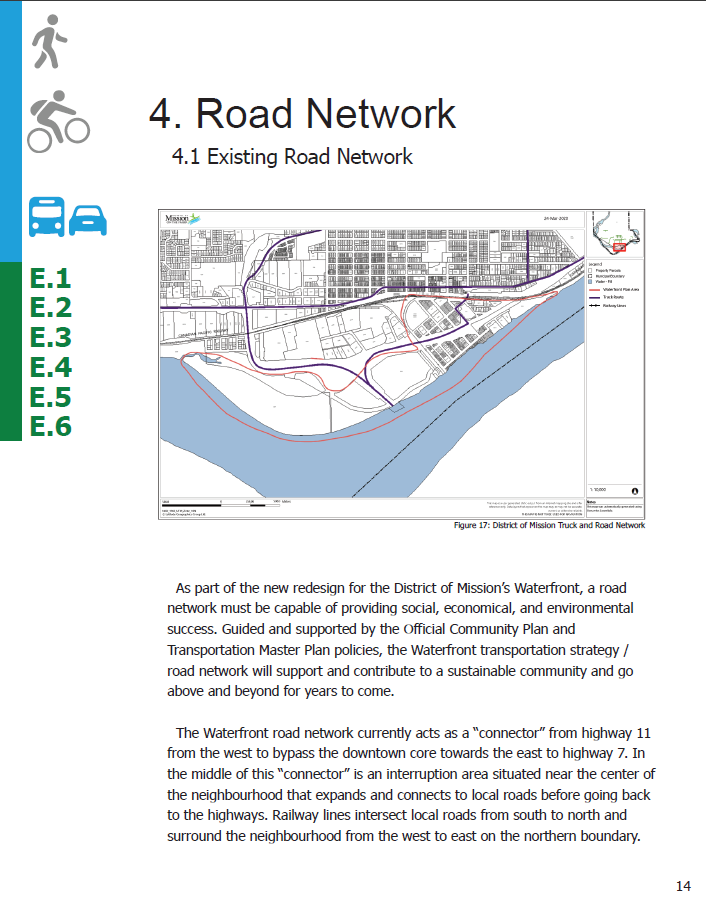 4. Road Network
4.1 Existing Road Network
E.1
E.2
E.3
E.4
E.5
E.6
Mission
Legend
Property Parcels
Municipal Boundary
Water - Fill
Waterfront Plan Area
Truck Route
Railway Lines
CANADIAN PACIFIC RAILWAY
1:10,000
Notes
Figure 17: District of Mission Truck and Road Network
As part of the new redesign for the District of Mission’s Waterfront, a road
network must be capable of providing social, economical, and environmental
success. Guided and supported by the Official Community Plan and
Transportation Master Plan policies, the Waterfront transportation strategy /
road network will support and contribute to a sustainable community and go
above and beyond for years to come.
The Waterfront road network currently acts as a “connector” from highway 11
from the west to bypass the downtown core towards the east to highway 7. In
the middle of this “connector” is an interruption area situated near the center of
the neighbourhood that expands and connects to local roads before going back
to the highways. Railway lines intersect local roads from south to north and
surround the neighbourhood from the west to east on the northern boundary.
14